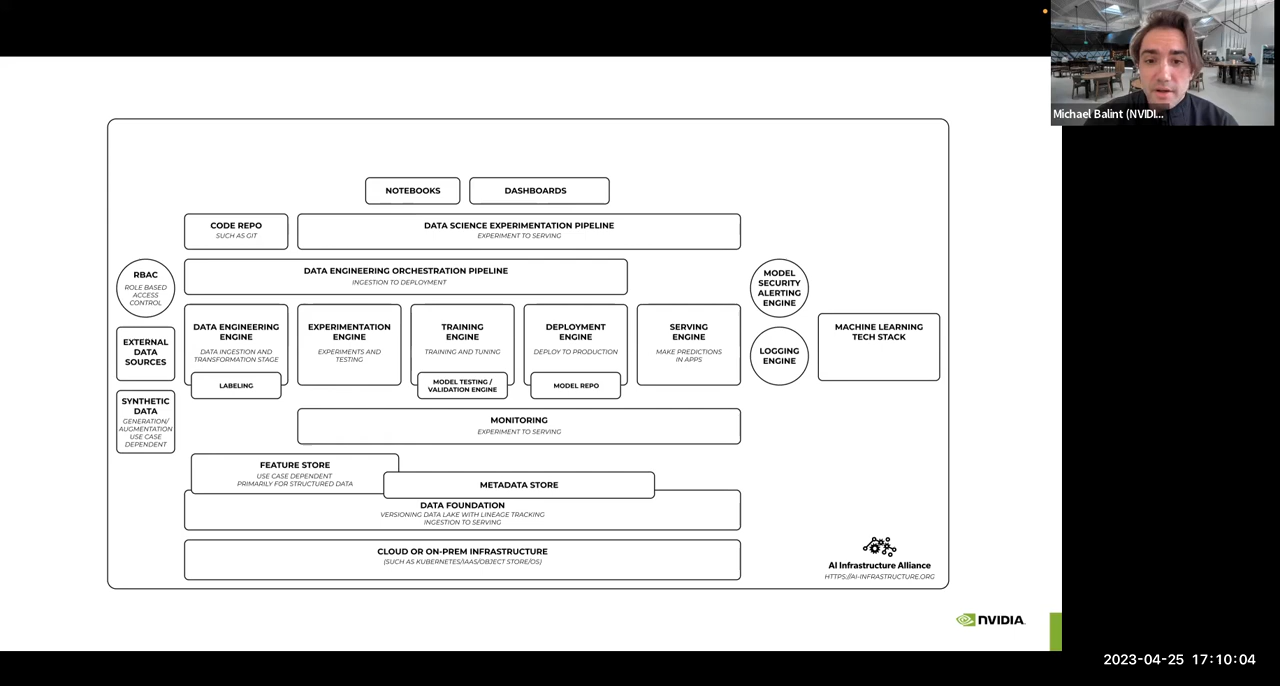 Michael Balint (NVIDI...
NOTEBOOKS
DASHBOARDS
CODE REPO
SUCH AS GIT
DATA SCIENCE EXPERIMENTATION PIPELINE
EXPERIMENT TO SERVING
RBAC
ROLE BASED
ACCESS
CONTROL
DATA ENGINEERING ORCHESTRATION PIPELINE
INGESTION TO DEPLOYMENT
MODEL
SECURITY
ALERTING
ENGINE
EXTERNAL
DATA
SOURCES
DATA ENGINEERING
ENGINE
DATA INGESTION AND
TRANSFORMATION STAGE
LABELING
EXPERIMENTATION
ENGINE
EXPERIMENTS AND
TESTING
TRAINING
ENGINE
TRAINING AND TUNING
MODEL TESTING /
VALIDATION ENGINE
DEPLOYMENT
ENGINE
DEPLOY TO PRODUCTION
MODEL REPO
SERVING
ENGINE
MAKE PREDICTIONS
IN APPS
LOGGING
ENGINE
MACHINE LEARNING
TECH STACK
SYNTHETIC
DATA
GENERATION/
AUGMENTATION
USE CASE
DEPENDENT
MONITORING
EXPERIMENT TO SERVING
FEATURE STORE
USE CASE DEPENDENT
PRIMARILY FOR STRUCTURED DATA
METADATA STORE
DATA FOUNDATION
VERSIONING DATA LAKE WITH LINEAGE TRACKING
INGESTION TO SERVING
CLOUD OR ON-PREM INFRASTRUCTURE
(SUCH AS KUBERNETES/IAAS/OBJECT STORE/OS)
AI Infrastructure Alliance
HTTPS://AI-INFRASTRUCTURE.ORG
NVIDIA
2023-04-25 17:10:04